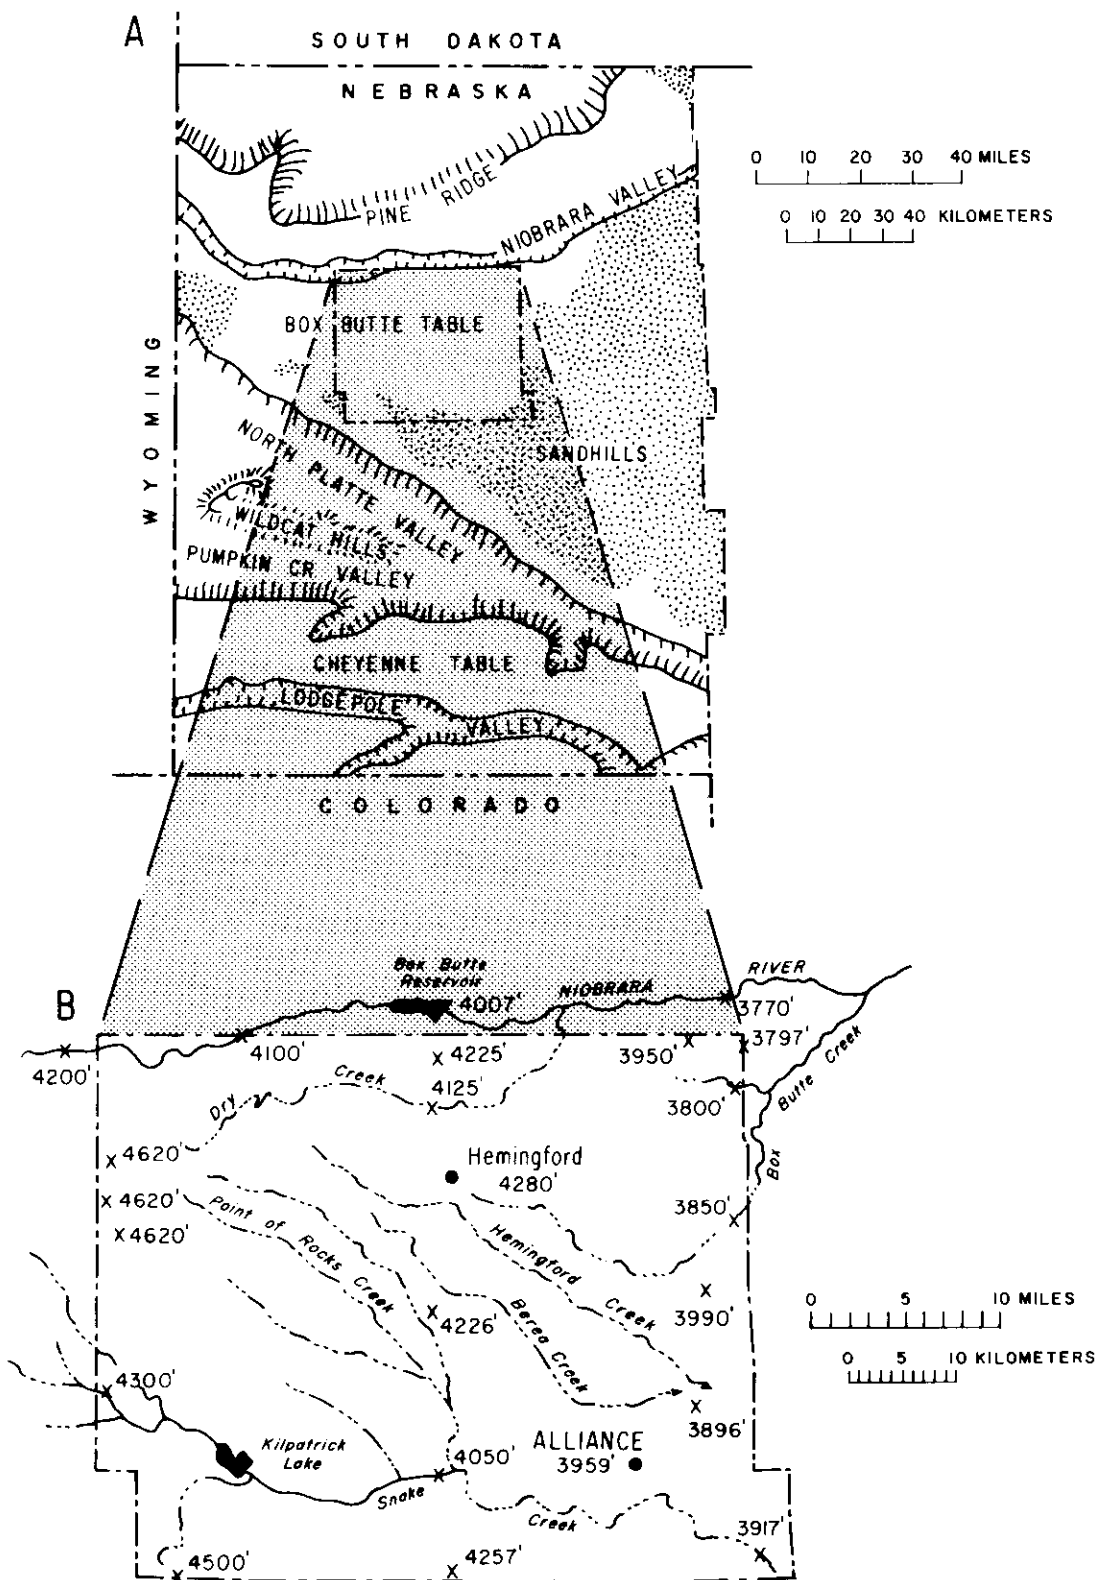 A
SOUTH DAKOTA
NEBRASKA
0 10 20 30 40 MILES
0 10 20 30 40 KILOMETERS
PINE RIDGE
NIOBRARA VALLEY
WYOMING
BOX BUTTE TABLE
SANDHILLS
NORTH PLATTE VALLEY
WILDCAT HILLS
PUMPKIN CR VALLEY
CHEYENNE TABLE
LODGEPOLE VALLEY
COLORADO
B
Box Butte
Reservoir
4007'
NIOBRARA RIVER
3770'
4200'
4100'
4225'
3950'
3797'
Dry Creek
4125'
3800'
Box Butte Creek
4620'
Hemingford
4280'
4620'
4620'
Point of Rocks Creek
3850'
Hemingford Creek
4226'
Berea Creek
3990'
0 5 10 MILES
0 5 10 KILOMETERS
4300'
3896'
Kilpatrick
Lake
4050'
ALLIANCE
3959'
Snake Creek
3917'
4500'
4257'